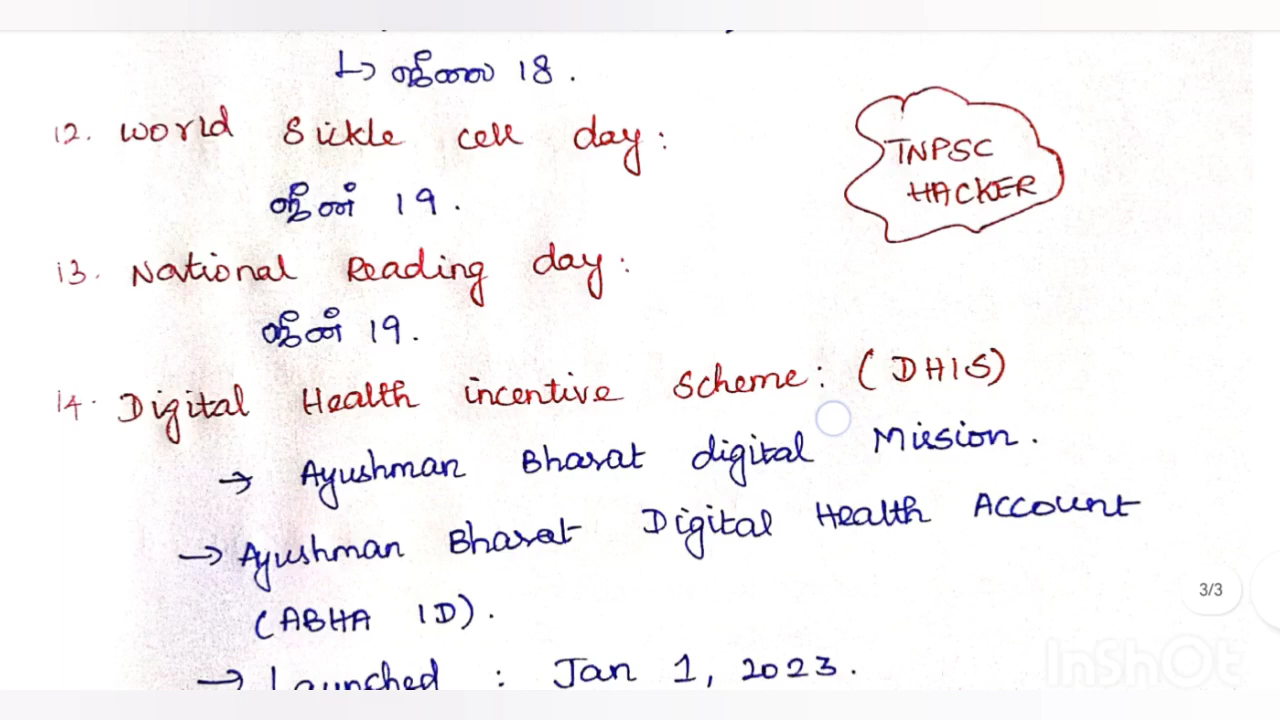 ↳ ஜூலை 18.
12. World Sickle cell day:
ஜூன் 19.
TNPSC
HACKER
13. National Reading day:
ஜூன் 19.
14. Digital Health incentive Scheme: (DHIS)
→ Ayushman Bharat digital Mission.
→ Ayushman Bharat Digital Health Account
(ABHA ID).
3/3
→ Launched : Jan 1, 2023.
InShOt